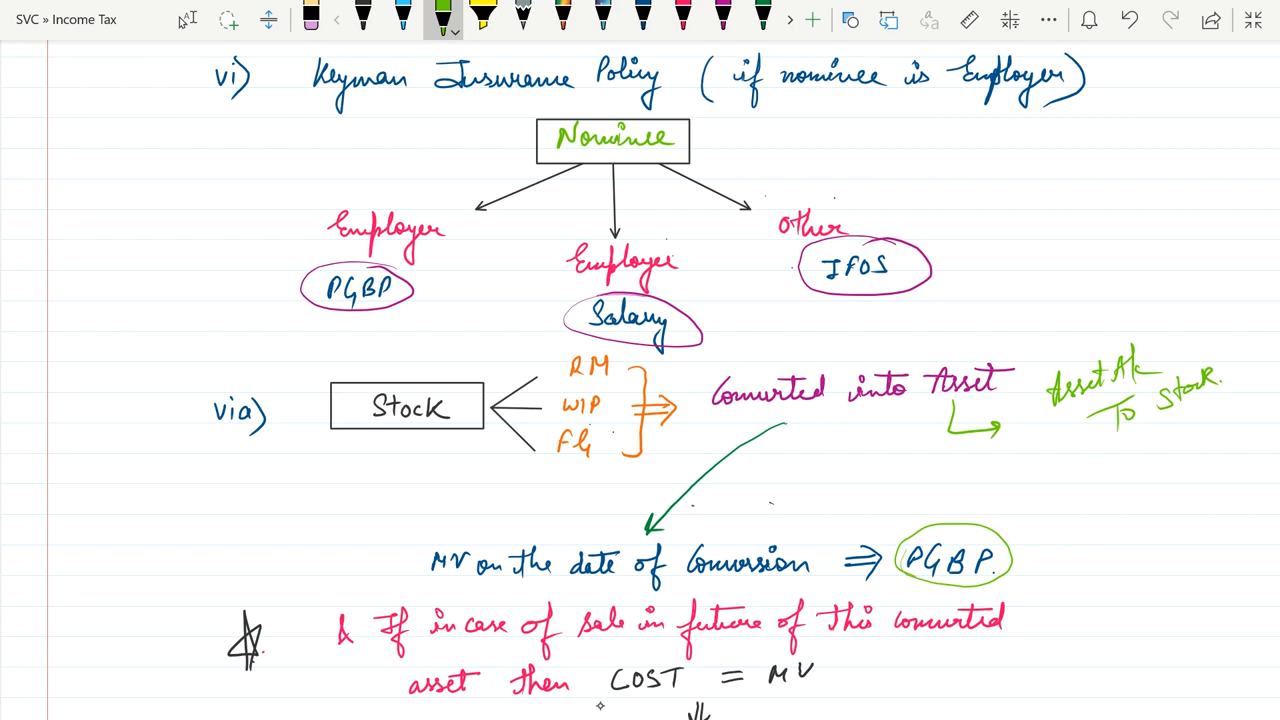 SVC » Income Tax
vi) Keyman Insurance Policy (if nominee is Employer)
Nominee
Employer
PGBP
Employee
Salary
Other
IFOS
via) Stock
RM
WIP
FG
Converted into Asset
Asset A/c
To Stock.
MV on the date of Conversion ⇒ PGBP.
& If in case of sale in future of this converted
asset then COST = MV